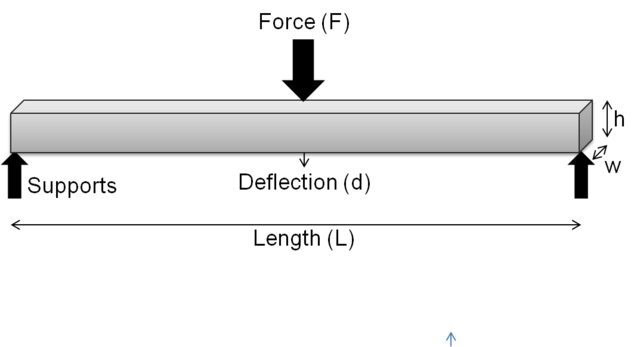 Force (F)
h
w
Supports
Deflection (d)
Length (L)